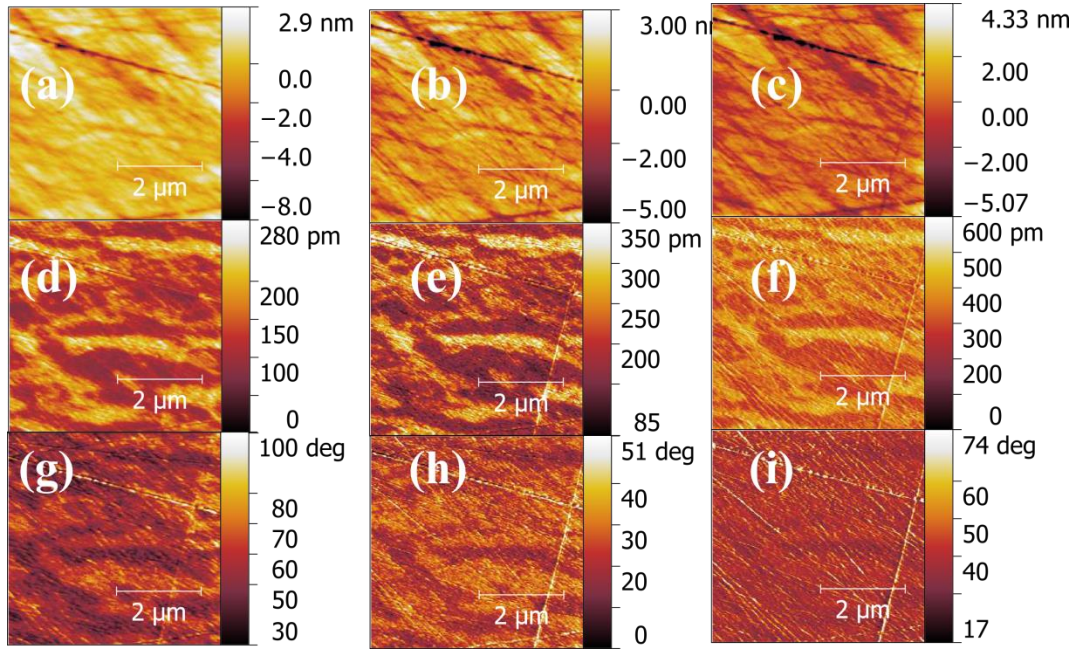 (a)
2.9 nm
0.0
−2.0
−4.0
−8.0
2 µm
(b)
3.00 n
0.00
−2.00
−5.00
2 µm
(c)
4.33 nm
2.00
0.00
−2.00
−5.07
2 µm
(d)
280 pm
200
150
100
0
2 µm
(e)
350 pm
300
250
200
85
2 µm
(f)
600 pm
500
400
300
200
0
2 µm
(g)
100 deg
80
70
60
50
30
2 µm
(h)
51 deg
40
30
20
0
2 µm
(i)
74 deg
60
50
40
17
2 µm